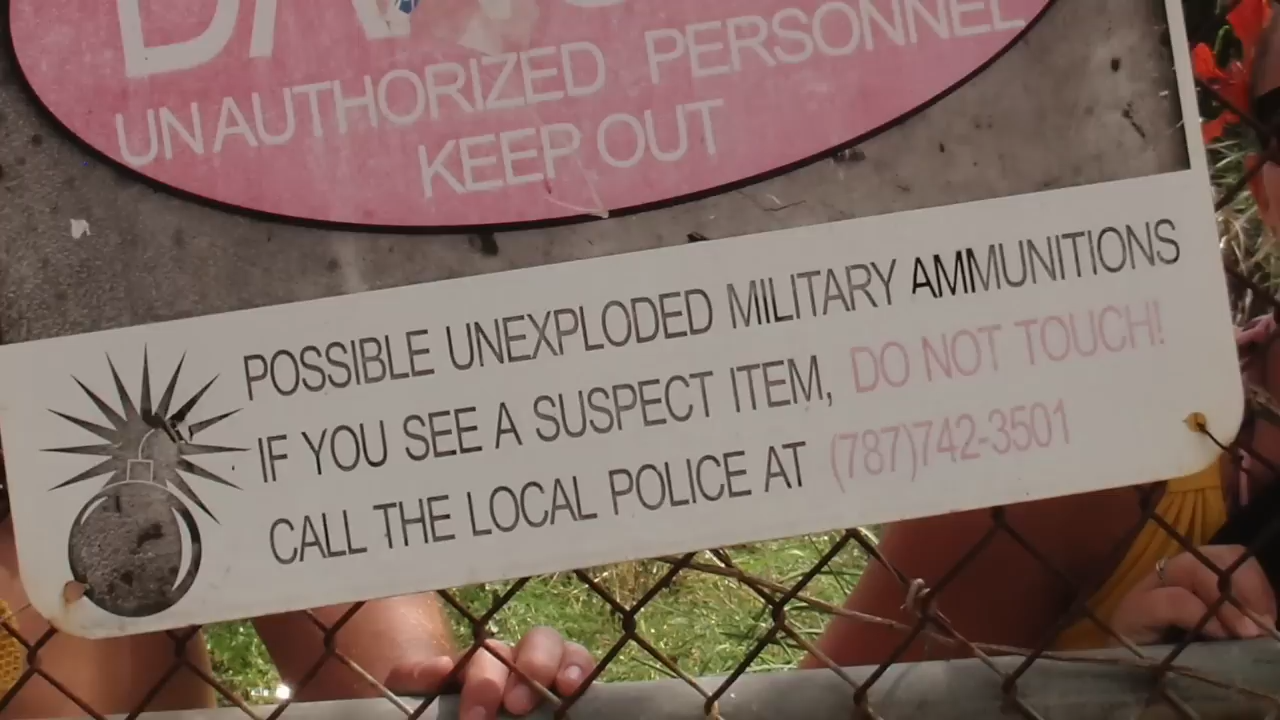 UNAUTHORIZED PERSONNEL
KEEP OUT
POSSIBLE UNEXPLODED MILITARY AMMUNITIONS
IF YOU SEE A SUSPECT ITEM, DO NOT TOUCH!
CALL THE LOCAL POLICE AT (787)742-3501